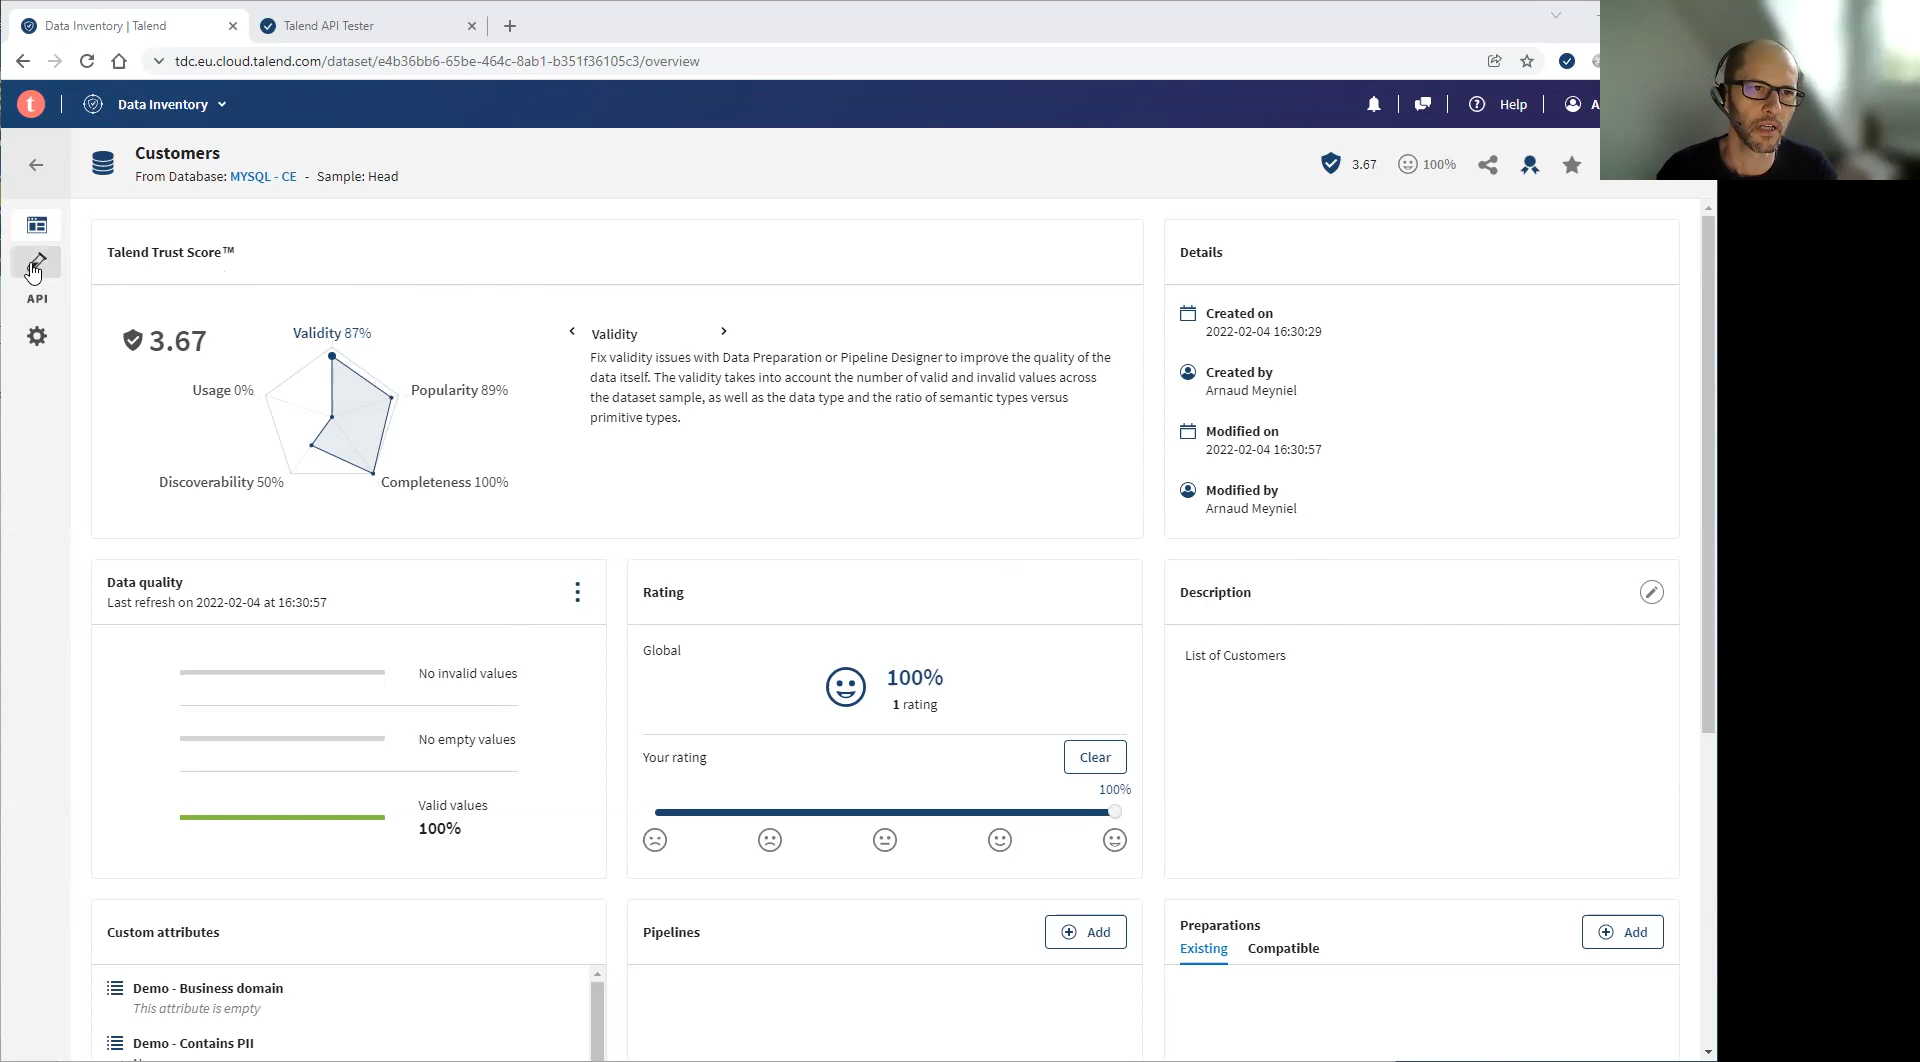 Data Inventory | Talend
Talend API Tester
tdc.eu.cloud.talend.com/dataset/e4b36bb6-65be-464c-8ab1-b351f36105c3/overview
t
Data Inventory
Help
A
Customers
From Database: MYSQL - CE - Sample: Head
3.67
100%
API
Talend Trust Score™
3.67
Validity 87%
Usage 0%
Popularity 89%
Discoverability 50%
Completeness 100%
Validity
Fix validity issues with Data Preparation or Pipeline Designer to improve the quality of the
data itself. The validity takes into account the number of valid and invalid values across
the dataset sample, as well as the data type and the ratio of semantic types versus
primitive types.
Details
Created on
2022-02-04 16:30:29
Created by
Arnaud Meyniel
Modified on
2022-02-04 16:30:57
Modified by
Arnaud Meyniel
Data quality
Last refresh on 2022-02-04 at 16:30:57
No invalid values
No empty values
Valid values
100%
Rating
Global
100%
1 rating
Your rating
Clear
100%
Description
List of Customers
Custom attributes
Demo - Business domain
This attribute is empty
Demo - Contains PII
Pipelines
Add
Preparations
Existing
Compatible
Add